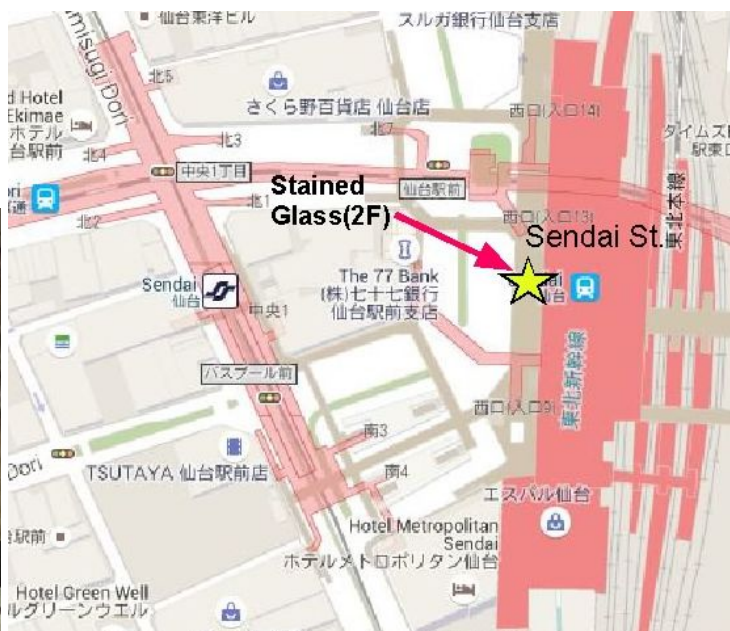 仙台東洋ビル
スルガ銀行仙台支店
misugi Dori
北5
d Hotel
Ekimae
ホテル
台駅前
さくら野百貨店 仙台店
西口(入口14)
北3
北7
北4
タイムズ
駅東口
中央1丁目
仙台駅前
北1
北2
Stained
Glass(2F)
西口(入口13)
東北本線
Sendai St.
The 77 Bank
(株)七十七銀行
仙台駅前支店
Sendai
仙台
中央1
バスプール前
東北新幹線
西口(入口9)
南3
Dori
TSUTAYA 仙台駅前店
南4
エスパル仙台
Hotel Metropolitan
Sendai
ホテルメトロポリタン仙台
駅前
Hotel Green Well
ルグリーンウエル